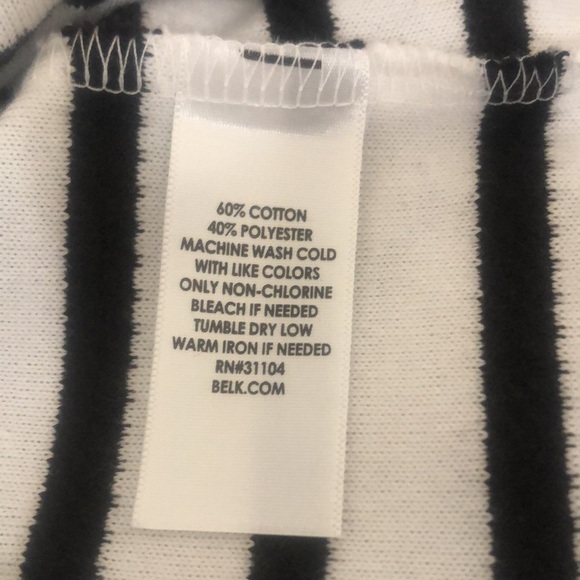 60% COTTON
40% POLYESTER
MACHINE WASH COLD
WITH LIKE COLORS
ONLY NON-CHLORINE
BLEACH IF NEEDED
TUMBLE DRY LOW
WARM IRON IF NEEDED
RN#31104
BELK.COM